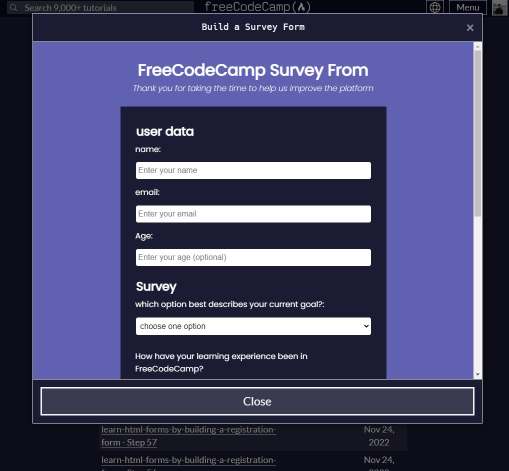 Search 9,000+ tutorials
freeCodeCamp(🔥)
Menu
Build a Survey Form
×
FreeCodeCamp Survey From
Thank you for taking the time to help us improve the platform
user data
name:
Enter your name
email:
Enter your email
Age:
Enter your age (optional)
Survey
which option best describes your current goal?:
choose one option
How have your learning experience been in
FreeCodeCamp?
Close
learn-html-forms-by-building-a-registration-
form - Step 57
Nov 24,
2022
learn-html-forms-by-building-a-registration-
Nov 24,